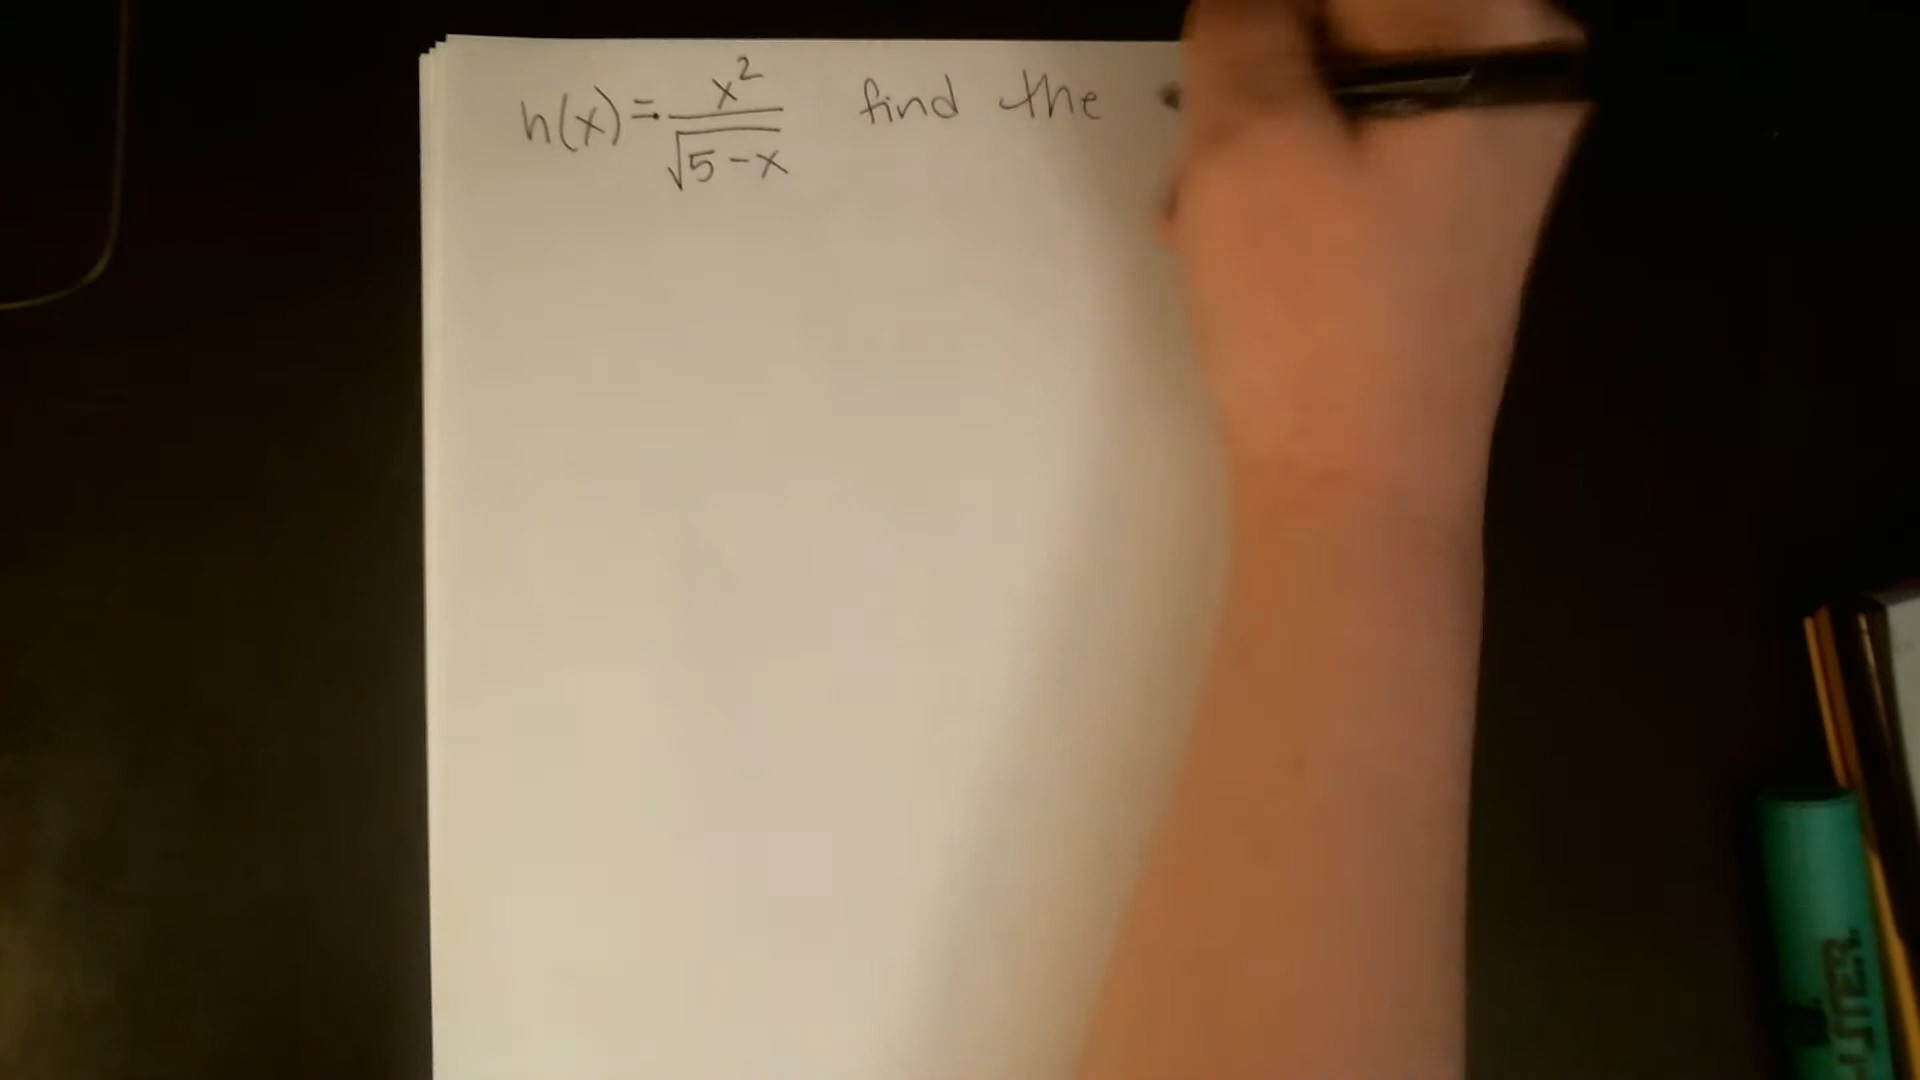 h(x) = x²/√(5-x) find the